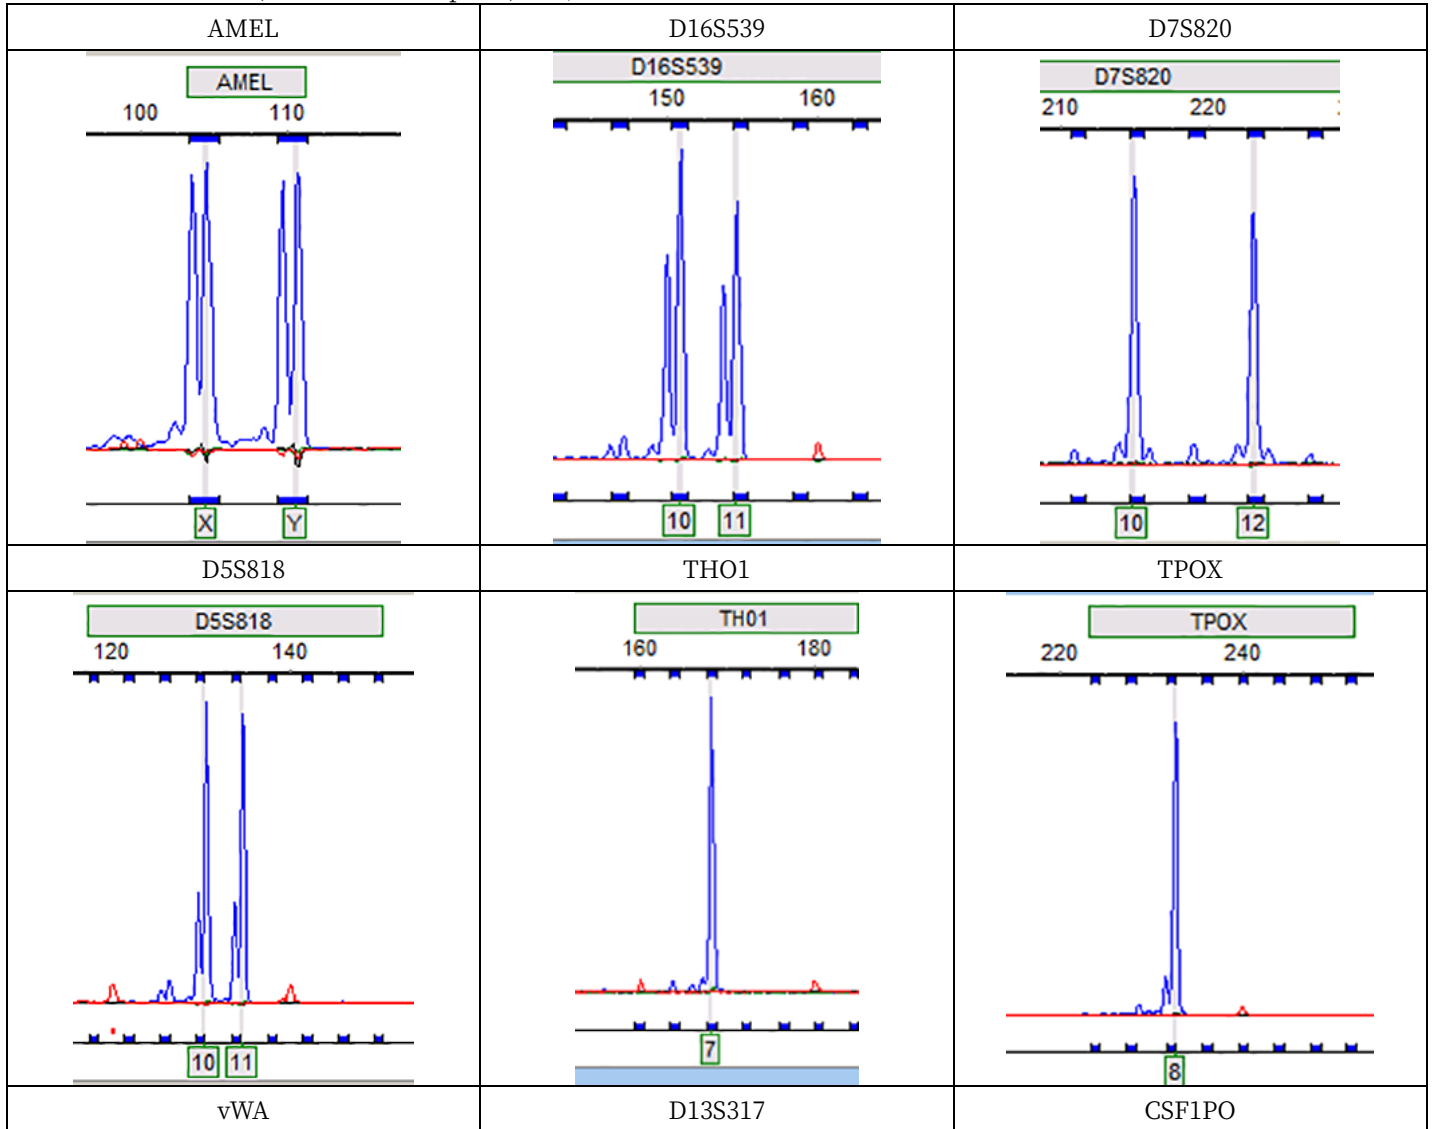 AMEL D16S539 D7S820
AMEL D16S539 D7S820
100 110 150 160 210 220
X Y 10 11 10 12
D5S818 THO1 TPOX
D5S818 TH01 TPOX
120 140 160 180 220 240
10 11 7 8
vWA D13S317 CSF1PO